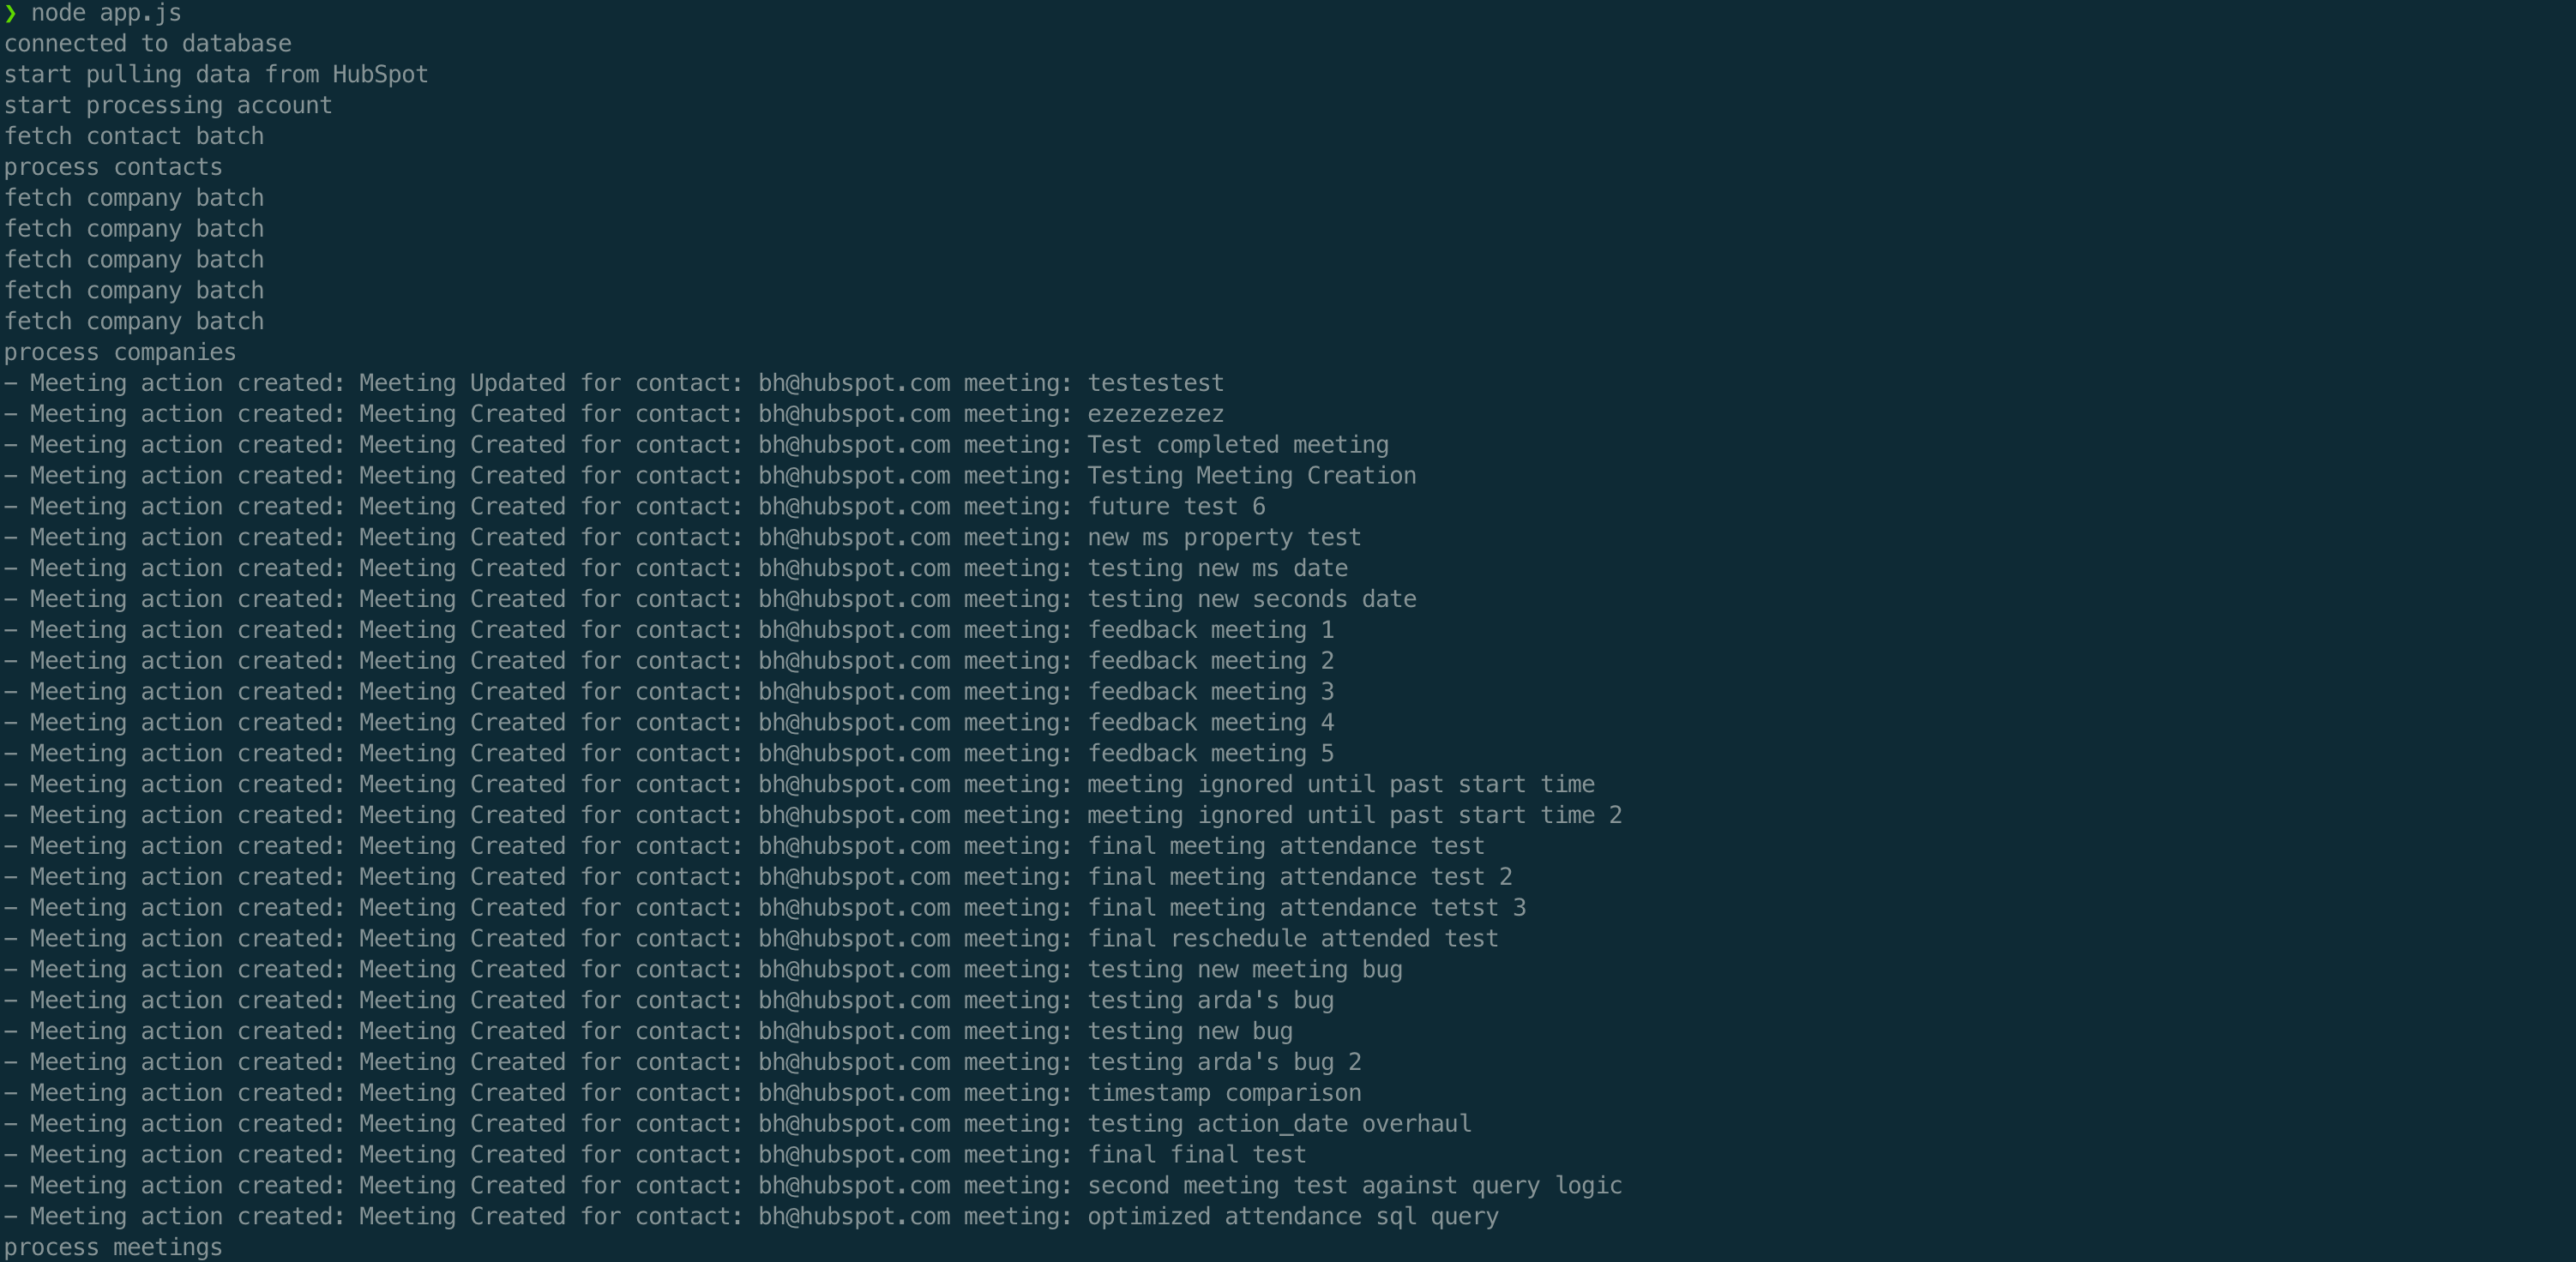 ❯ node app.js
connected to database
start pulling data from HubSpot
start processing account
fetch contact batch
process contacts
fetch company batch
fetch company batch
fetch company batch
fetch company batch
fetch company batch
process companies
– Meeting action created: Meeting Updated for contact: bh@hubspot.com meeting: testestest
– Meeting action created: Meeting Created for contact: bh@hubspot.com meeting: ezezezezez
– Meeting action created: Meeting Created for contact: bh@hubspot.com meeting: Test completed meeting
– Meeting action created: Meeting Created for contact: bh@hubspot.com meeting: Testing Meeting Creation
– Meeting action created: Meeting Created for contact: bh@hubspot.com meeting: future test 6
– Meeting action created: Meeting Created for contact: bh@hubspot.com meeting: new ms property test
– Meeting action created: Meeting Created for contact: bh@hubspot.com meeting: testing new ms date
– Meeting action created: Meeting Created for contact: bh@hubspot.com meeting: testing new seconds date
– Meeting action created: Meeting Created for contact: bh@hubspot.com meeting: feedback meeting 1
– Meeting action created: Meeting Created for contact: bh@hubspot.com meeting: feedback meeting 2
– Meeting action created: Meeting Created for contact: bh@hubspot.com meeting: feedback meeting 3
– Meeting action created: Meeting Created for contact: bh@hubspot.com meeting: feedback meeting 4
– Meeting action created: Meeting Created for contact: bh@hubspot.com meeting: feedback meeting 5
– Meeting action created: Meeting Created for contact: bh@hubspot.com meeting: meeting ignored until past start time
– Meeting action created: Meeting Created for contact: bh@hubspot.com meeting: meeting ignored until past start time 2
– Meeting action created: Meeting Created for contact: bh@hubspot.com meeting: final meeting attendance test
– Meeting action created: Meeting Created for contact: bh@hubspot.com meeting: final meeting attendance test 2
– Meeting action created: Meeting Created for contact: bh@hubspot.com meeting: final meeting attendance tetst 3
– Meeting action created: Meeting Created for contact: bh@hubspot.com meeting: final reschedule attended test
– Meeting action created: Meeting Created for contact: bh@hubspot.com meeting: testing new meeting bug
– Meeting action created: Meeting Created for contact: bh@hubspot.com meeting: testing arda's bug
– Meeting action created: Meeting Created for contact: bh@hubspot.com meeting: testing new bug
– Meeting action created: Meeting Created for contact: bh@hubspot.com meeting: testing arda's bug 2
– Meeting action created: Meeting Created for contact: bh@hubspot.com meeting: timestamp comparison
– Meeting action created: Meeting Created for contact: bh@hubspot.com meeting: testing action_date overhaul
– Meeting action created: Meeting Created for contact: bh@hubspot.com meeting: final final test
– Meeting action created: Meeting Created for contact: bh@hubspot.com meeting: second meeting test against query logic
– Meeting action created: Meeting Created for contact: bh@hubspot.com meeting: optimized attendance sql query
process meetings